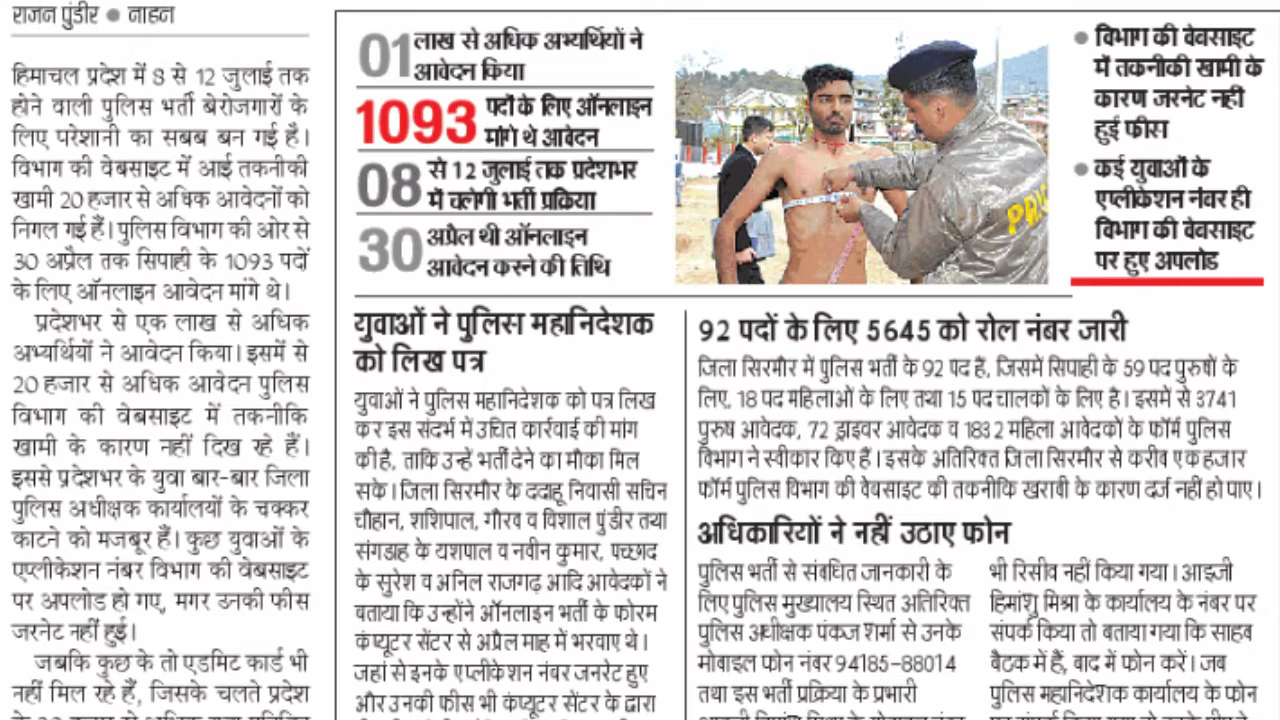 राजन पुंडीर ● नाहन
हिमाचल प्रदेश में 8 से 12 जुलाई तक
होने वाली पुलिस भर्ती बेरोजगारों के
लिए परेशानी का सबब बन गई है।
विभाग की वेबसाइट में आई तकनीकी
खामी 20 हजार से अधिक आवेदनों को
निगल गई हैं। पुलिस विभाग की ओर से
30 अप्रैल तक सिपाही के 1093 पदों
के लिए ऑनलाइन आवेदन मांगे थे।
प्रदेशभर से एक लाख से अधिक
अभ्यर्थियों ने आवेदन किया। इसमें से
20 हजार से अधिक आवेदन पुलिस
विभाग की वेबसाइट में तकनीकि
खामी के कारण नहीं दिख रहे हैं।
इससे प्रदेशभर के युवा बार-बार जिला
पुलिस अधीक्षक कार्यालयों के चक्कर
काटने को मजबूर हैं। कुछ युवाओं के
एप्लीकेशन नंबर विभाग की वेबसाइट
पर अपलोड हो गए, मगर उनकी फीस
जरनेट नहीं हुई।
जबकि कुछ के तो एडमिट कार्ड भी
नहीं मिल रहे हैं, जिसके चलते प्रदेश
01 लाख से अधिक अभ्यर्थियों ने
आवेदन किया
1093 पदों के लिए ऑनलाइन
मांगे थे आवेदन
08 से 12 जुलाई तक प्रदेशभर
में चलेगी भर्ती प्रक्रिया
30 अप्रैल थी ऑनलाइन
आवेदन करने की तिथि
● विभाग की वेबसाइट
में तकनीकी खामी के
कारण जरनेट नहीं
हुई फीस
● कई युवाओं के
एप्लीकेशन नंबर ही
विभाग की वेबसाइट
पर हुए अपलोड
युवाओं ने पुलिस महानिदेशक
को लिख पत्र
युवाओं ने पुलिस महानिदेशक को पत्र लिख
कर इस संदर्भ में उचित कार्रवाई की मांग
की है, ताकि उन्हें भर्ती देने का मौका मिल
सके। जिला सिरमौर के ददाहू निवासी सचिन
चौहान, शशिपाल, गौरव व विशाल पुंडीर तथा
संगडाह के यशपाल व नवीन कुमार, पच्छाद
के सुरेश व अनिल राजगढ़ आदि आवेदकों ने
बताया कि उन्होंने ऑनलाइन भर्ती के फोरम
कंप्यूटर सेंटर से अप्रैल माह में भरवाए थे।
जहां से इनके एप्लीकेशन नंबर जनरेट हुए
और उनकी फीस भी कंप्यूटर सेंटर के द्वारा
92 पदों के लिए 5645 को रोल नंबर जारी
जिला सिरमौर में पुलिस भर्ती के 92 पद हैं, जिसमें सिपाही के 59 पद पुरुषों के
लिए, 18 पद महिलाओं के लिए तथा 15 पद चालकों के लिए है। इसमें से 3741
पुरुष आवेदक, 72 ड्राइवर आवेदक व 1832 महिला आवेदकों के फॉर्म पुलिस
विभाग ने स्वीकार किए हैं। इसके अतिरिक्त जिला सिरमौर से करीब एक हजार
फॉर्म पुलिस विभाग की वेबसाइट की तकनीकि खराबी के कारण दर्ज नहीं हो पाए।
अधिकारियों ने नहीं उठाए फोन
पुलिस भर्ती से संबधित जानकारी के
लिए पुलिस मुख्यालय स्थित अतिरिक्त
पुलिस अधीक्षक पंकज शर्मा से उनके
मोबाइल फोन नंबर 94185-88014
तथा इस भर्ती प्रक्रिया के प्रभारी
भी रिसीव नहीं किया गया। आइजी
हिमांशु मिश्रा के कार्यालय के नंबर पर
संपर्क किया तो बताया गया कि साहब
बैठक में हैं, बाद में फोन करें। जब
पुलिस महानिदेशक कार्यालय के फोन